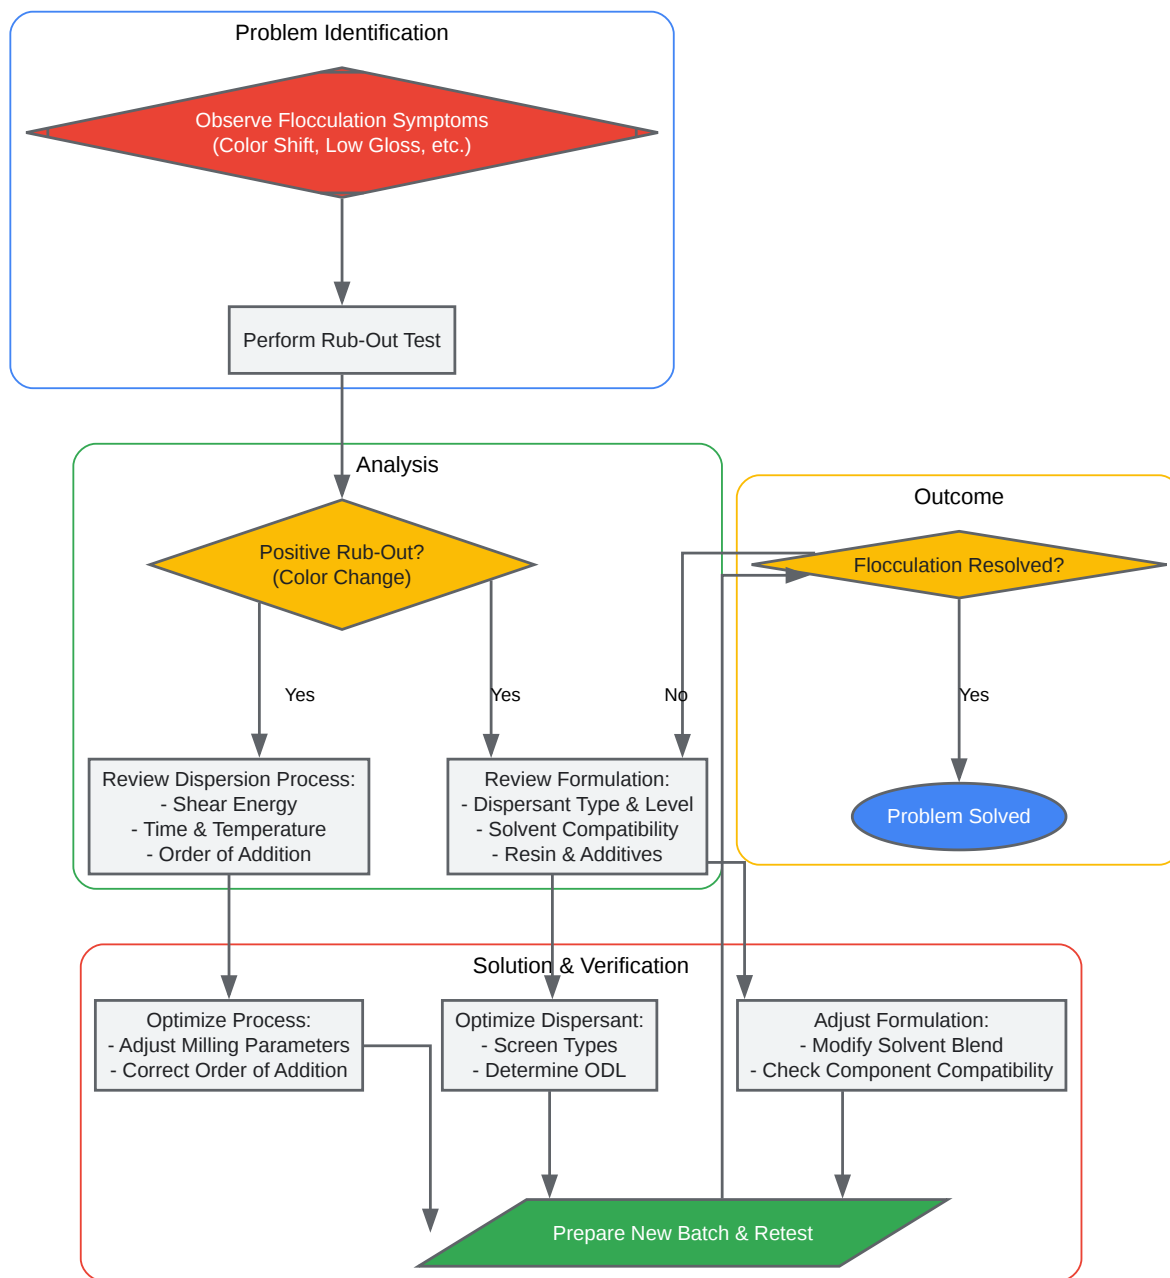 Problem Identification
Observe Flocculation Symptoms
(Color Shift, Low Gloss, etc.)
Perform Rub-Out Test
Analysis
Positive Rub-Out?
(Color Change)
Yes
Yes
No
Review Dispersion Process:
- Shear Energy
- Time & Temperature
- Order of Addition
Review Formulation:
- Dispersant Type & Level
- Solvent Compatibility
- Resin & Additives
Outcome
Flocculation Resolved?
Yes
Problem Solved
Solution & Verification
Optimize Process:
- Adjust Milling Parameters
- Correct Order of Addition
Optimize Dispersant:
- Screen Types
- Determine ODL
Adjust Formulation:
- Modify Solvent Blend
- Check Component Compatibility
Prepare New Batch & Retest